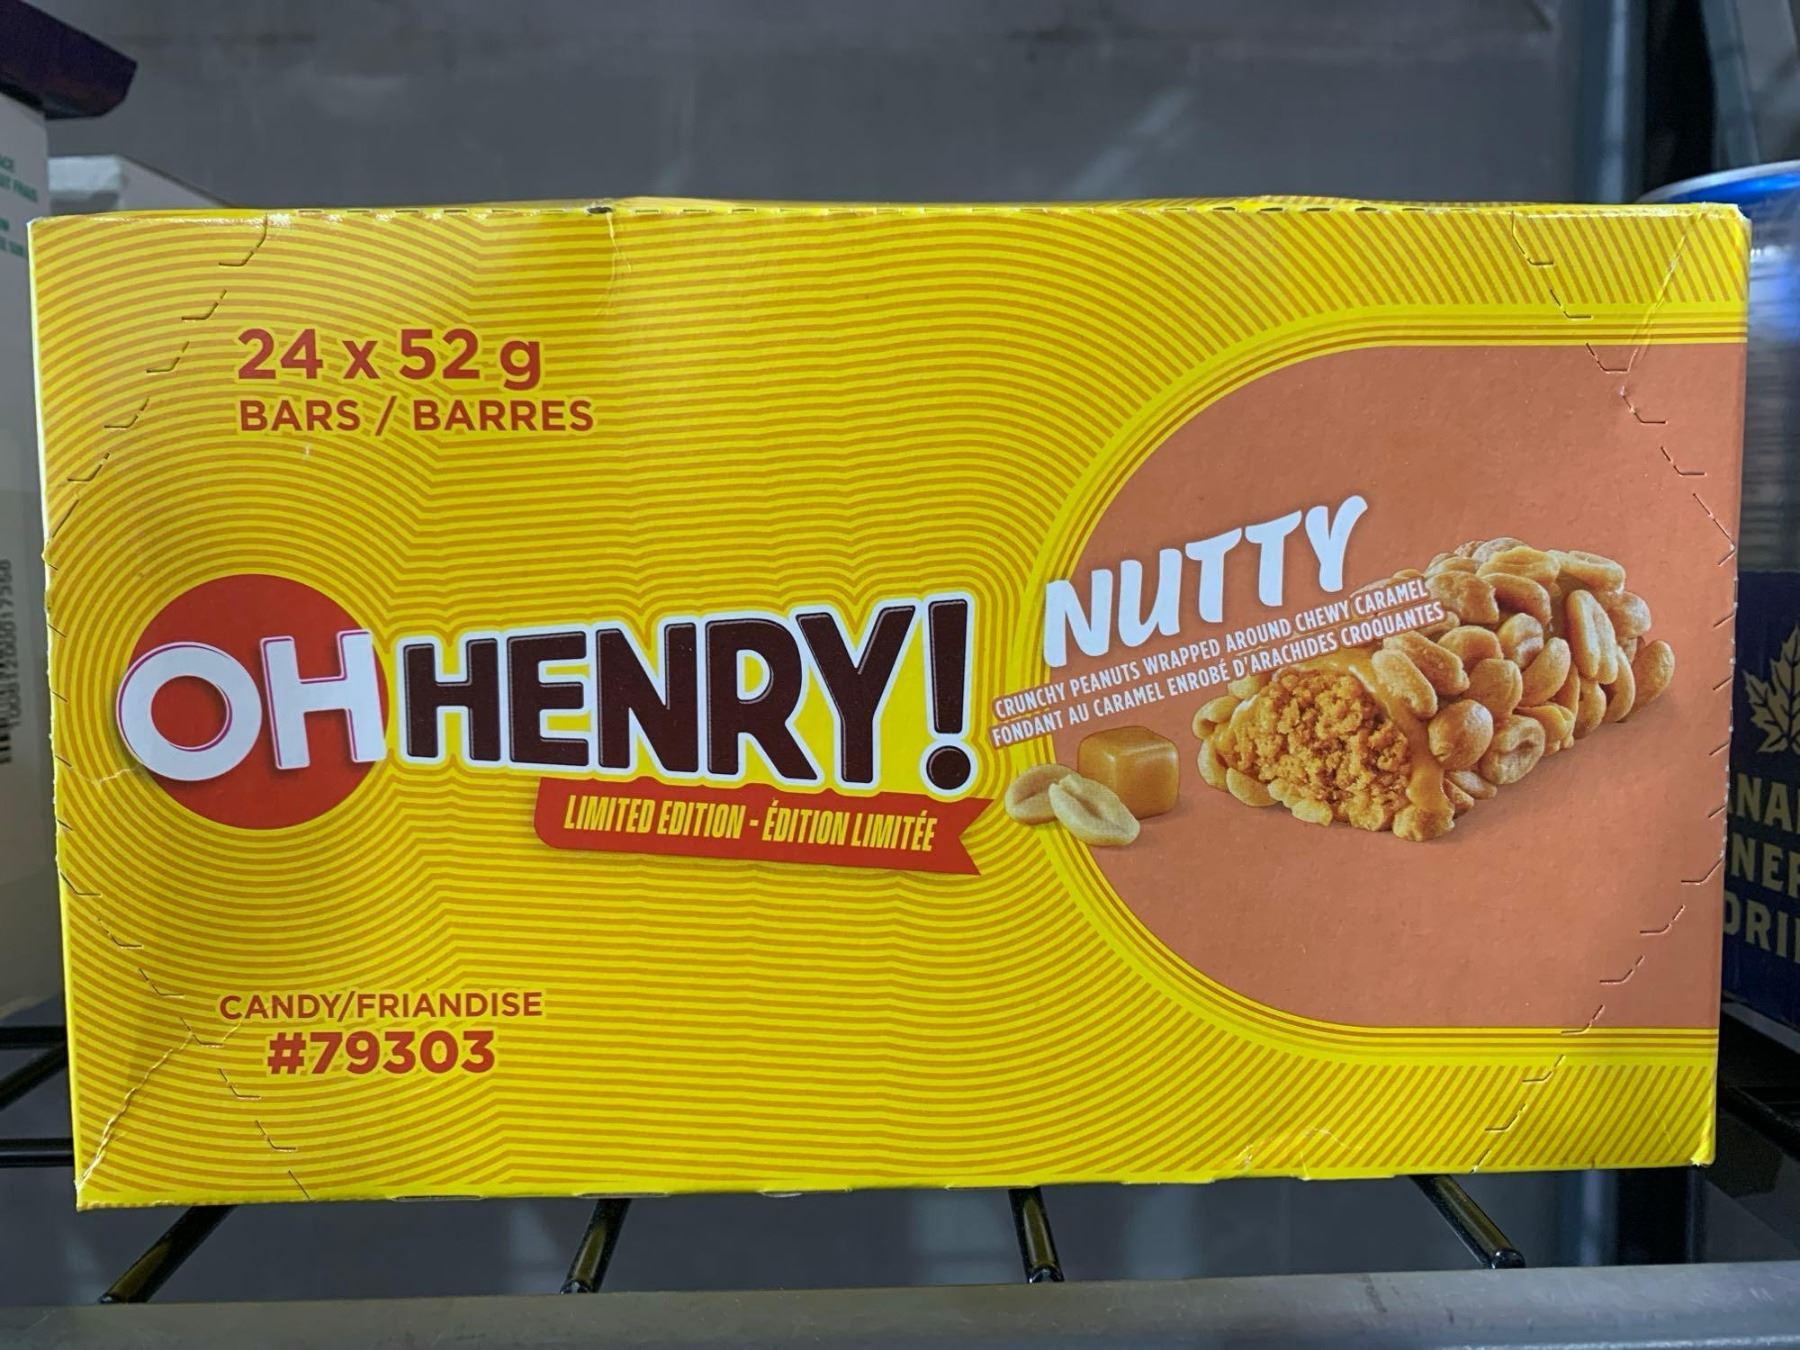 24 x 52 g
BARS / BARRES
OH HENRY!
LIMITED EDITION - ÉDITION LIMITÉE
NUTTY
CRUNCHY PEANUTS WRAPPED AROUND CHEWY CARAMEL
FONDANT AU CARAMEL ENROBÉ D'ARACHIDES CROQUANTES
CANDY/FRIANDISE
#79303